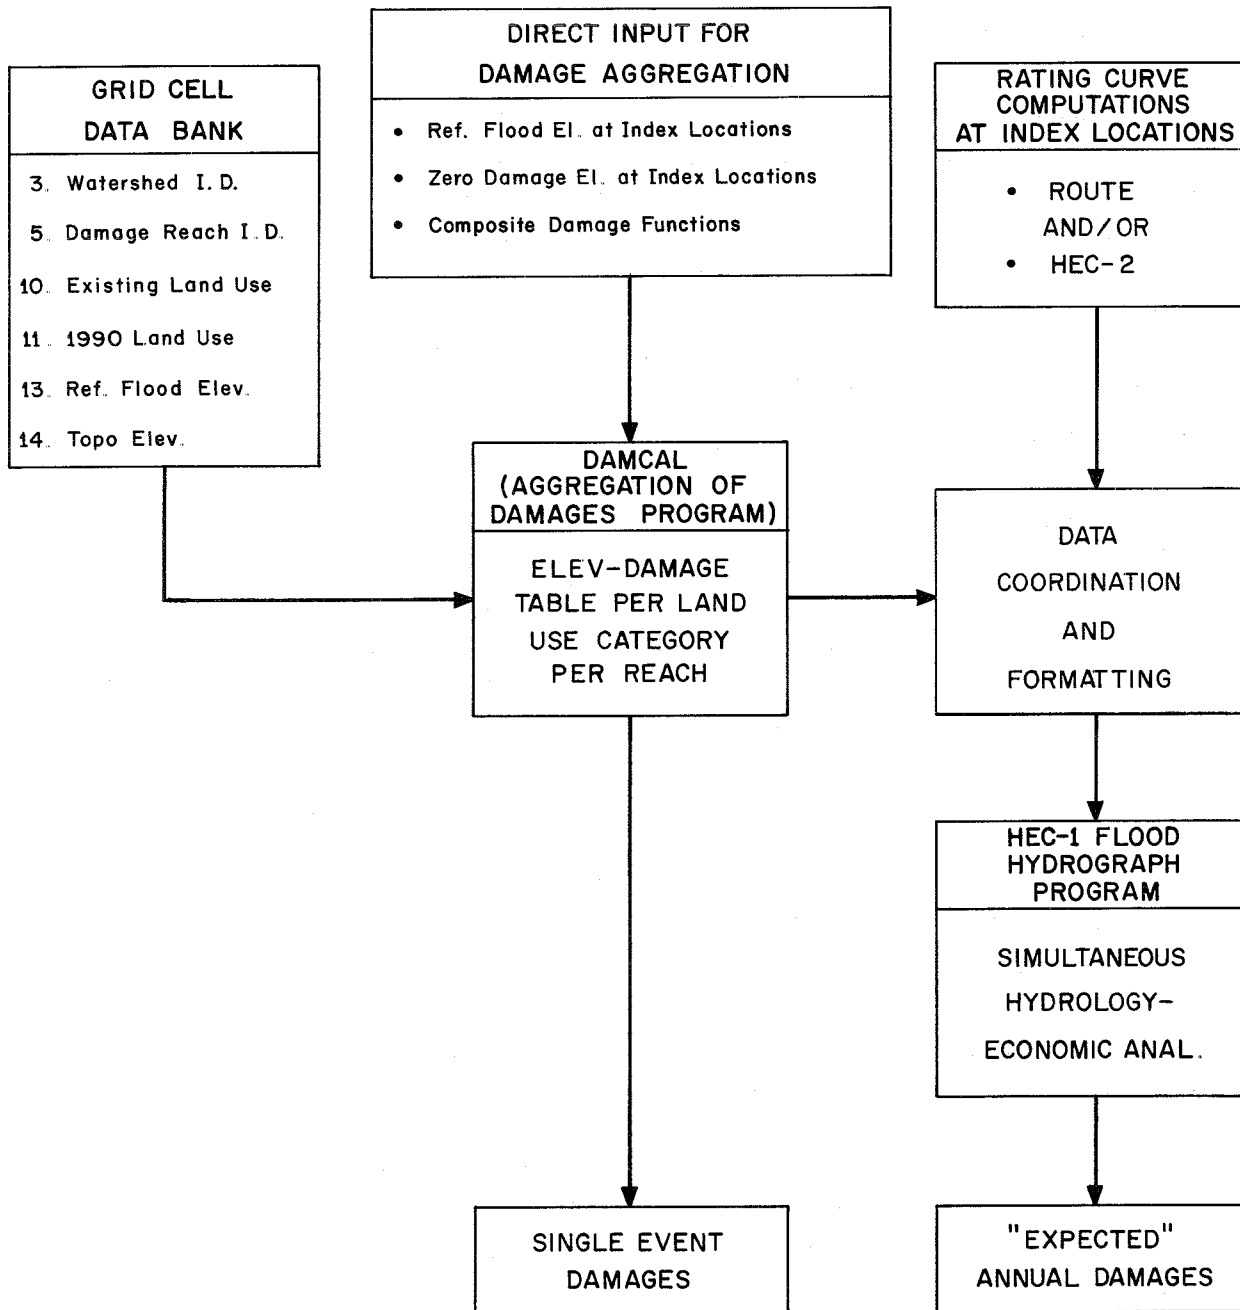 GRID CELL
DATA BANK
3. Watershed I.D.
5. Damage Reach I.D.
10. Existing Land Use
11. 1990 Land Use
13. Ref. Flood Elev.
14. Topo Elev.
DIRECT INPUT FOR
DAMAGE AGGREGATION
• Ref. Flood El. at Index Locations
• Zero Damage El. at Index Locations
• Composite Damage Functions
RATING CURVE
COMPUTATIONS
AT INDEX LOCATIONS
• ROUTE
AND/OR
• HEC-2
DAMCAL
(AGGREGATION OF
DAMAGES PROGRAM)
ELEV-DAMAGE
TABLE PER LAND
USE CATEGORY
PER REACH
DATA
COORDINATION
AND
FORMATTING
HEC-1 FLOOD
HYDROGRAPH
PROGRAM
SIMULTANEOUS
HYDROLOGY-
ECONOMIC ANAL.
SINGLE EVENT
DAMAGES
"EXPECTED"
ANNUAL DAMAGES